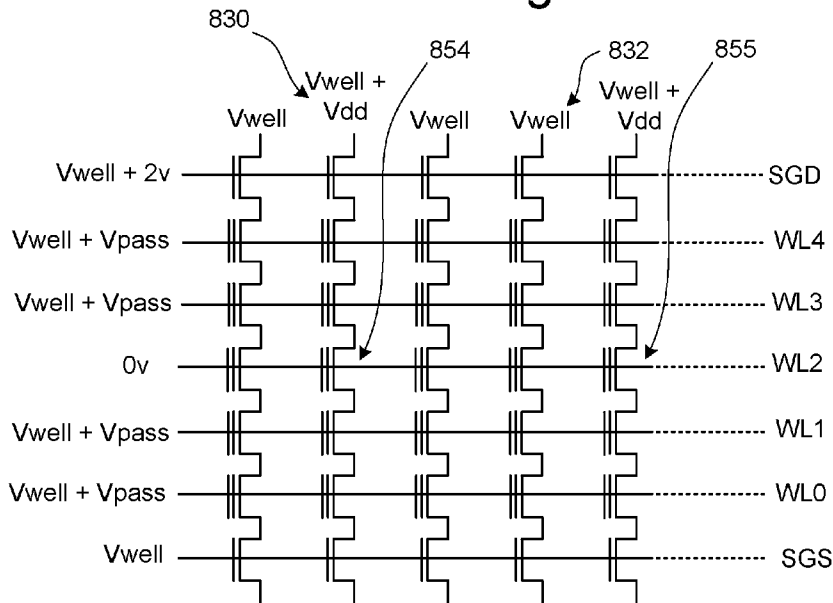 g
830
854
832
855
Vwell
Vwell +
Vdd
Vwell
Vwell
Vwell +
Vdd
Vwell + 2v
SGD
Vwell + Vpass
WL4
Vwell + Vpass
WL3
0v
WL2
Vwell + Vpass
WL1
Vwell + Vpass
WL0
Vwell
SGS